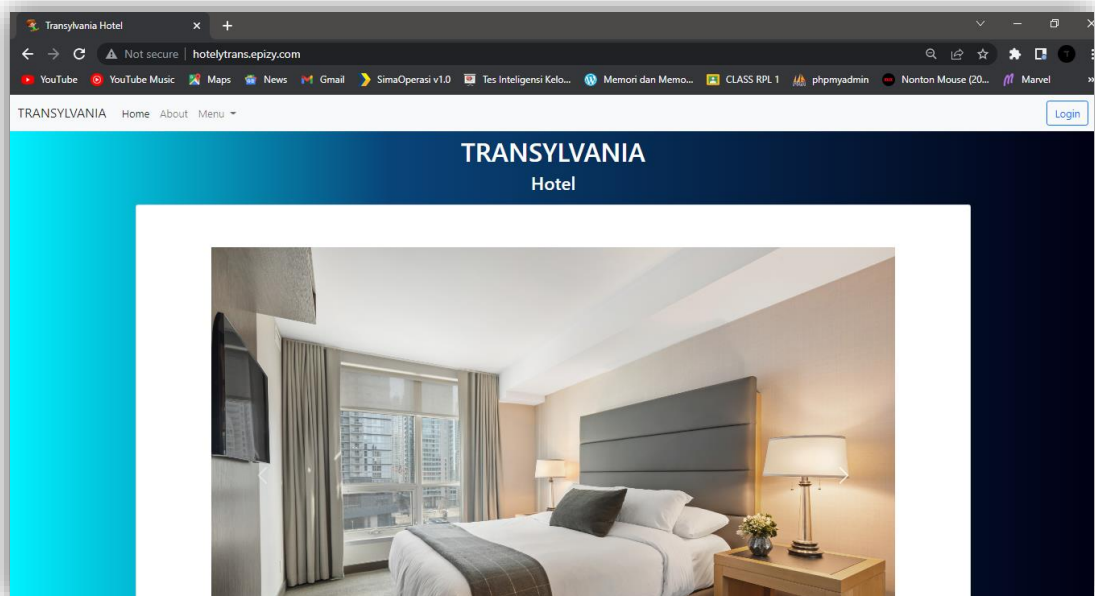 Transylvania Hotel
Not secure | hotelytrans.epizy.com
YouTube YouTube Music Maps News Gmail SimaOperasi v1.0 Tes Inteligensi Kelo... Memori dan Memo... CLASS RPL 1 phpmyadmin Nonton Mouse (20... Marvel »
TRANSYLVANIA Home About Menu Login
TRANSYLVANIA
Hotel